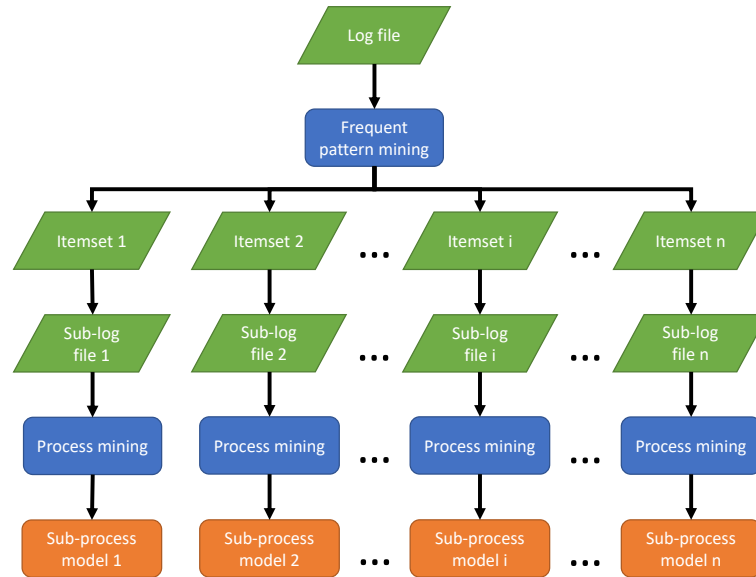 Log file
Frequent
pattern mining
Itemset 1
Itemset 2
...
Itemset i
...
Itemset n
Sub-log
file 1
Sub-log
file 2
...
Sub-log
file i
...
Sub-log
file n
Process mining
Process mining
...
Process mining
...
Process mining
Sub-process
model 1
Sub-process
model 2
...
Sub-process
model i
...
Sub-process
model n